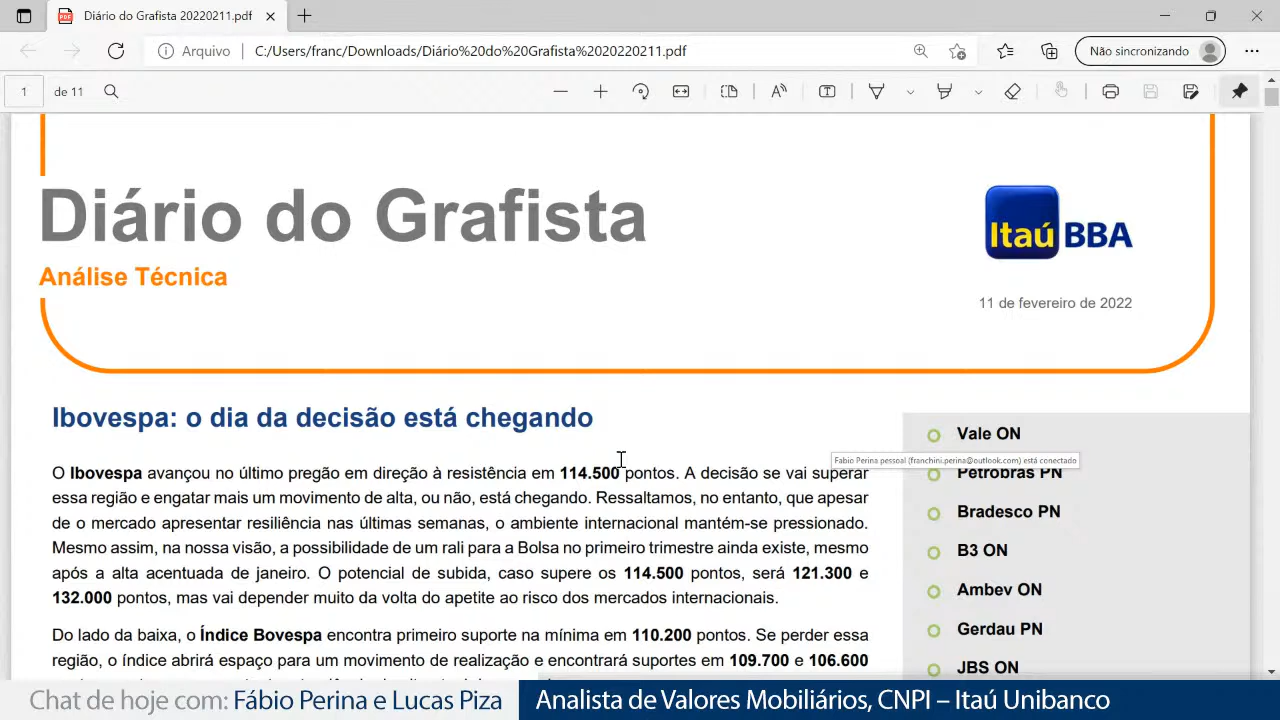 Diário do Grafista 20220211.pdf
Arquivo
C:/Users/franc/Downloads/Diário%20do%20Grafista%2020220211.pdf
Não sincronizando
1 de 11
Diário do Grafista
Análise Técnica
Itaú BBA
11 de fevereiro de 2022
Ibovespa: o dia da decisão está chegando
O Ibovespa avançou no último pregão em direção à resistência em 114.500 pontos. A decisão se vai superar
essa região e engatar mais um movimento de alta, ou não, está chegando. Ressaltamos, no entanto, que apesar
de o mercado apresentar resiliência nas últimas semanas, o ambiente internacional mantém-se pressionado.
Mesmo assim, na nossa visão, a possibilidade de um rali para a Bolsa no primeiro trimestre ainda existe, mesmo
após a alta acentuada de janeiro. O potencial de subida, caso supere os 114.500 pontos, será 121.300 e
132.000 pontos, mas vai depender muito da volta do apetite ao risco dos mercados internacionais.
Do lado da baixa, o Índice Bovespa encontra primeiro suporte na mínima em 110.200 pontos. Se perder essa
região, o índice abrirá espaço para um movimento de realização e encontrará suportes em 109.700 e 106.600
Vale ON
Fabio Perina pessoal (franchini.perina@outlook.com) está conectado
Petrobras PN
Bradesco PN
B3 ON
Ambev ON
Gerdau PN
JBS ON
Chat de hoje com: Fábio Perina e Lucas Piza
Analista de Valores Mobiliários, CNPI – Itaú Unibanco